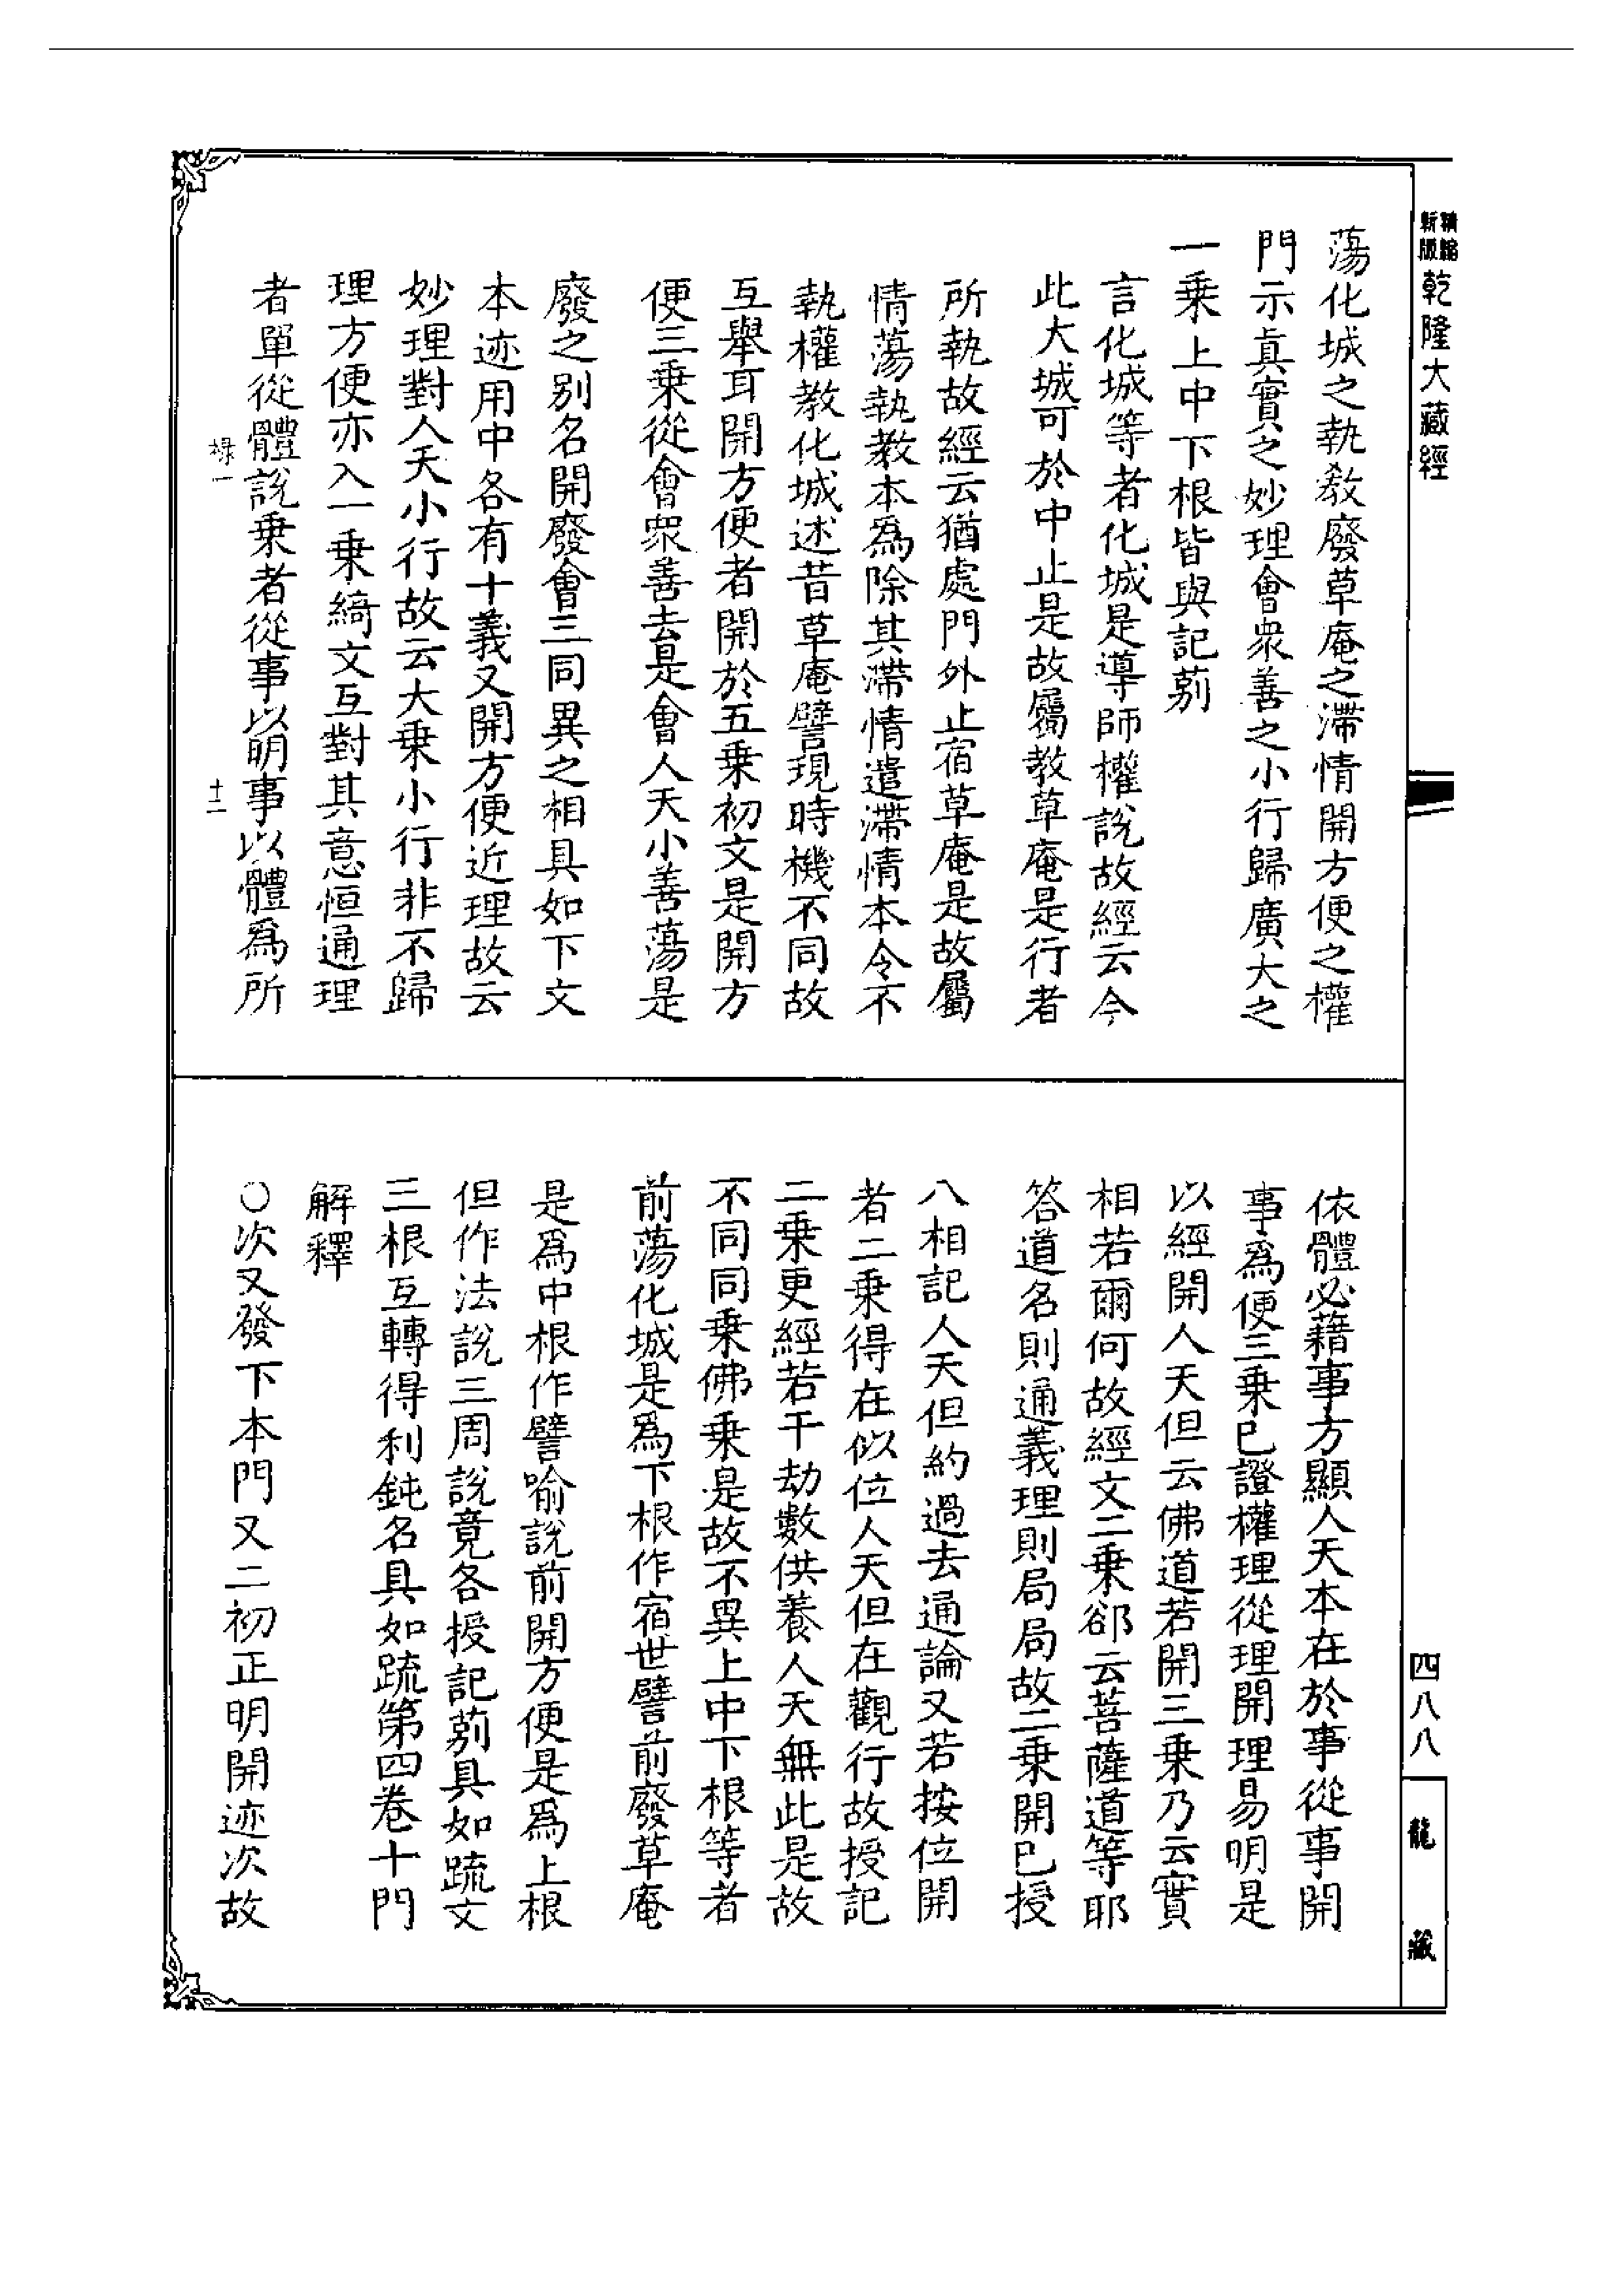 精縮新版
乾隆大藏經
蕩化城之執敎廢草庵之滯情開方便之權
門示眞實之妙理會衆善之小行歸廣大之
一乗上中下根皆與記莂
言化城等者化城是導師權說故經云今
此大城可於中止是故屬教草庵是行者
所執故經云猶處門外止宿草庵是故屬
情蕩執教本爲除其滯情遣滯情本令不
執權教化城述昔草庵譬現時機不同故
互舉耳開方便者開於五乗初文是開方
便三乗從會衆善去是會人天小善蕩是
廢之别名開廢會三同異之相具如下文
本迹用中各有十義又開方便近理故云
妙理對人天小行故云大乗小行非不歸
理方便亦入一乗綺文互對其意恒通理
者單從體說乗者從事以明事以體爲所
禄一
十二
依體必藉事方顯人天本在於事從事開
事爲便三乗已證權理從理開理易明是
以經開人天但云佛道若開三乗乃云實
相若爾何故經文二乗郤云菩薩道等耶
答道名則通義理則局局故二乗開已授
八相記人天但約過去通論又若按位開
者二乗得在似位人天但在觀行故授記
二乗更經若干劫數供養人天無此是故
不同同乗佛乗是故不異上中下根等者
前蕩化城是爲下根作宿世譬前廢草庵
是爲中根作譬喻說前開方便是爲上根
但作法說三周說竟各授記莂具如䟽文
三根互轉得利鈍名具如䟽第四卷十門
解釋
○次又發下本門又二初正明開迹次故
四八八
龍藏